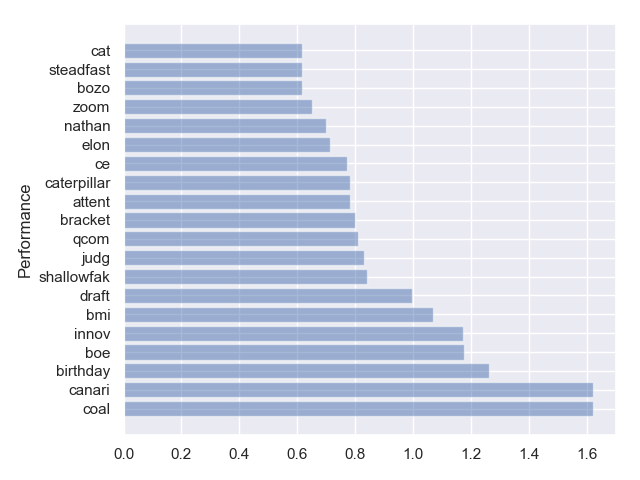 cat
steadfast
bozo
zoom
nathan
elon
ce
caterpillar
attent
bracket
qcom
judg
shallowfak
draft
bmi
innov
boe
birthday
canari
coal
Performance
0.0 0.2 0.4 0.6 0.8 1.0 1.2 1.4 1.6